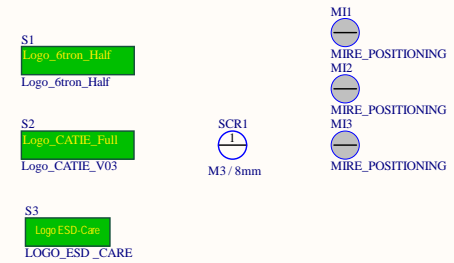 S1
Logo_6tron_Half
Logo_6tron_Half
S2
Logo_CATIE_Full
Logo_CATIE_V03
S3
Logo ESD-Care
LOGO_ESD _CARE
SCR1
1
M3 / 8mm
MI1
MIRE_POSITIONING
MI2
MIRE_POSITIONING
MI3
MIRE_POSITIONING